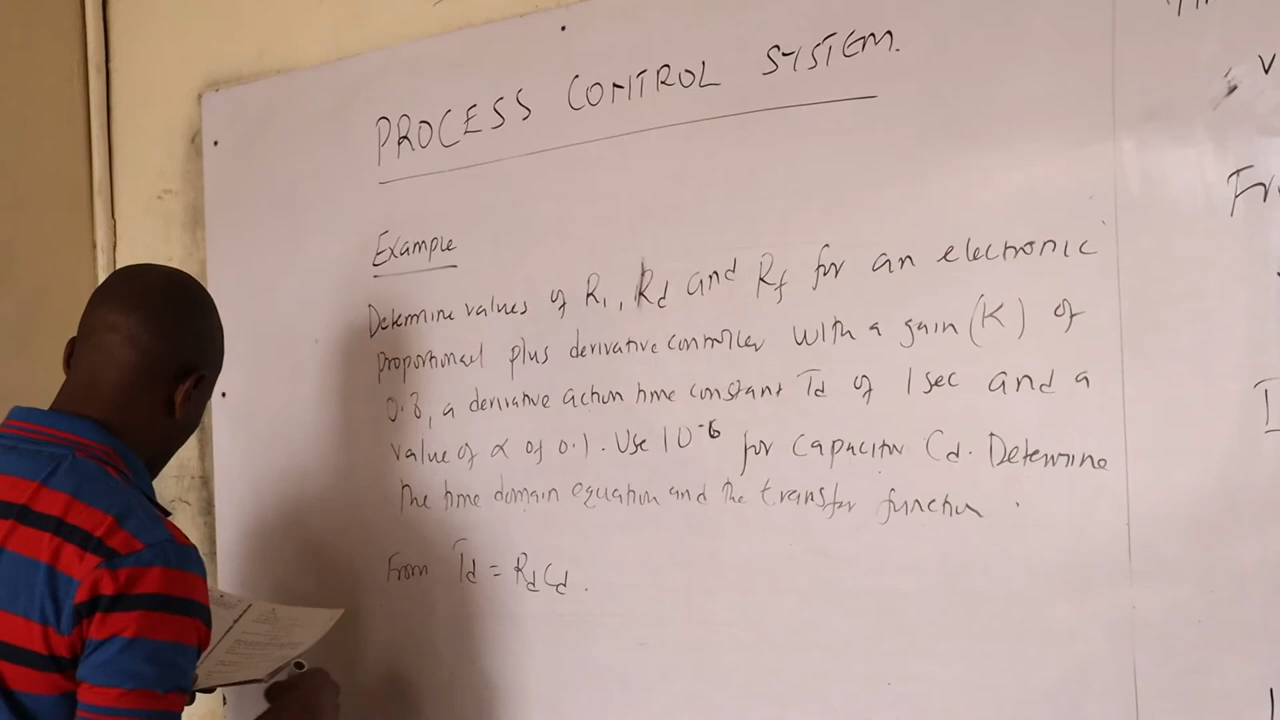 PROCESS CONTROL SYSTEM.
Example
Determine values of R1, Rd and Rf for an electronic
proportional plus derivative controller with a gain (K) of
0.8, a derivative action time constant Td of 1 sec and a
value of α of 0.1. Use 10^-6 for capacitor Cd. Determine
the time domain equation and the transfer function.
From Td = RdCd.
V
Fr